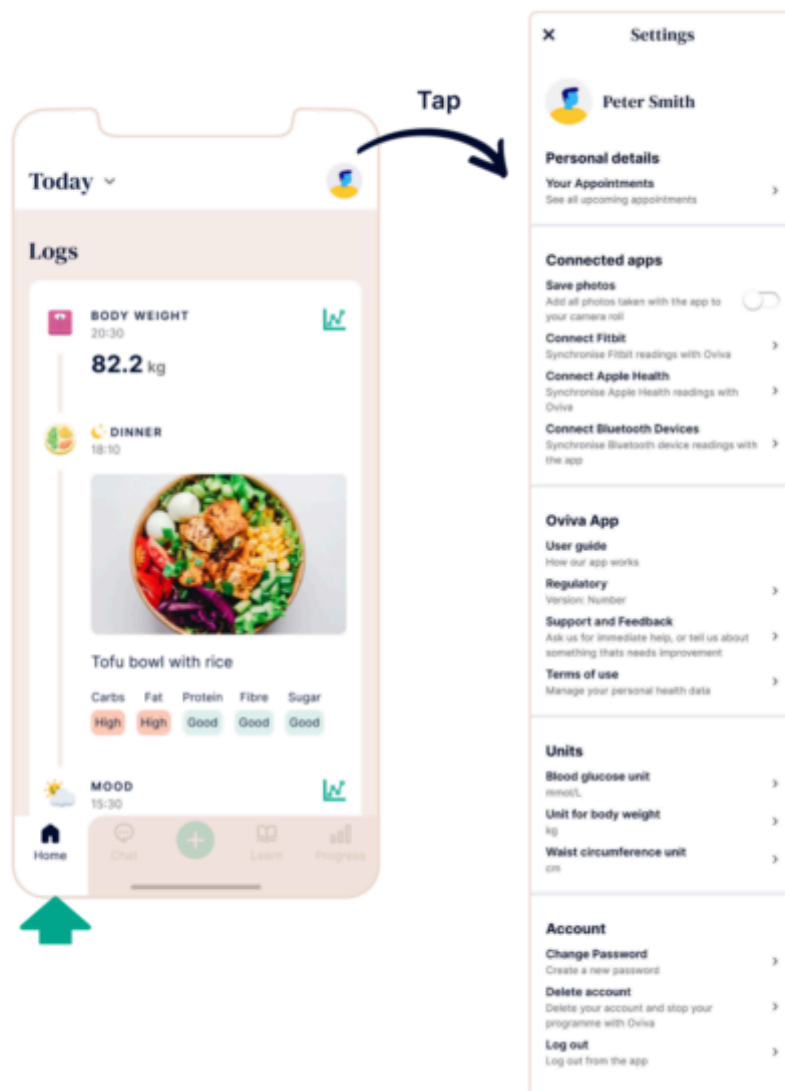 Tap
Today
Logs
BODY WEIGHT
20:30
82.2 kg
DINNER
18:10
Tofu bowl with rice
Carbs Fat Protein Fibre Sugar
High High Good Good Good
MOOD
15:30
Home Chat Learn Progress
Settings
Peter Smith
Personal details
Your Appointments
See all upcoming appointments
Connected apps
Save photos
Add all photos taken with the app to
your camera roll
Connect Fitbit
Synchronise Fitbit readings with Oviva
Connect Apple Health
Synchronise Apple Health readings with
Oviva
Connect Bluetooth Devices
Synchronise Bluetooth device readings with
the app
Oviva App
User guide
How our app works
Regulatory
Version: Number
Support and Feedback
Ask us for immediate help, or tell us about
something thats needs improvement
Terms of use
Manage your personal health data
Units
Blood glucose unit
mmol/L
Unit for body weight
kg
Waist circumference unit
cm
Account
Change Password
Create a new password
Delete account
Delete your account and stop your
programme with Oviva
Log out
Log out from the app